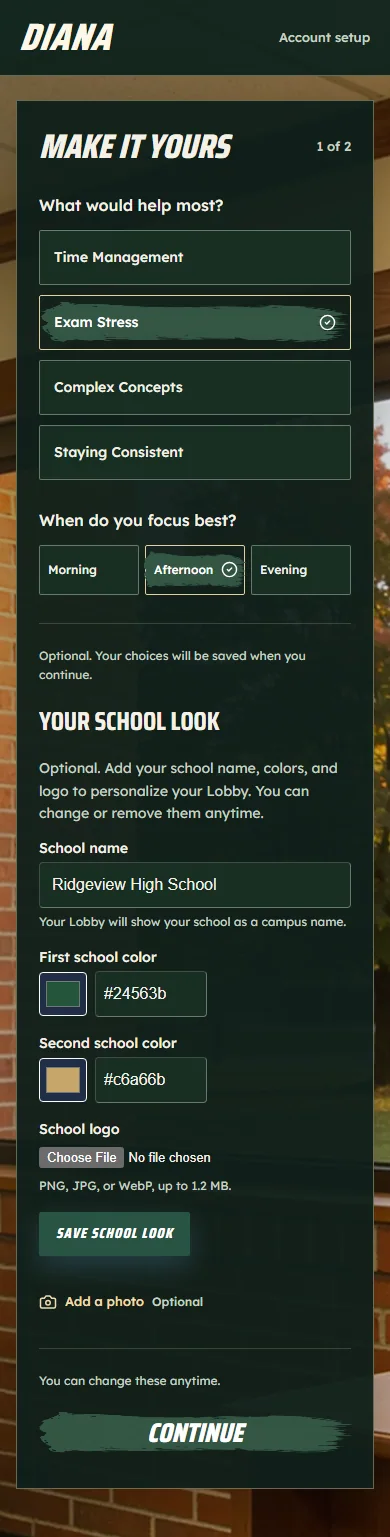 DIANA
Account setup
MAKE IT YOURS
1 of 2
What would help most?
Time Management
Exam Stress
Complex Concepts
Staying Consistent
When do you focus best?
Morning
Afternoon
Evening
Optional. Your choices will be saved when you
continue.
YOUR SCHOOL LOOK
Optional. Add your school name, colors, and
logo to personalize your Lobby. You can
change or remove them anytime.
School name
Ridgeview High School
Your Lobby will show your school as a campus name.
First school color
#24563b
Second school color
#c6a66b
School logo
Choose File No file chosen
PNG, JPG, or WebP, up to 1.2 MB.
SAVE SCHOOL LOOK
Add a photo Optional
You can change these anytime.
CONTINUE